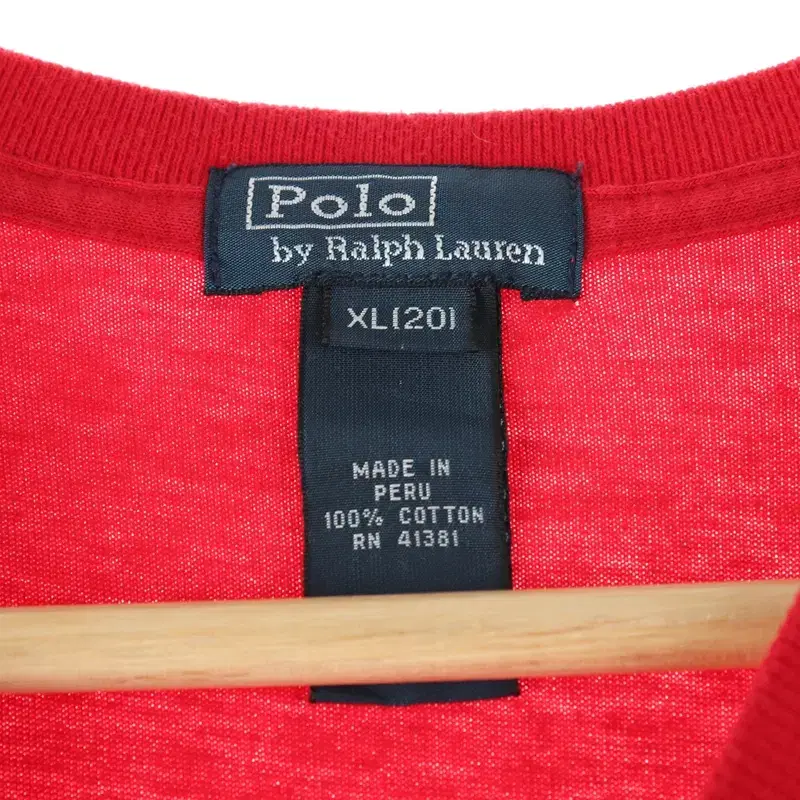 Polo
by Ralph Lauren
XL(20)
MADE IN
PERU
100% COTTON
RN 41381